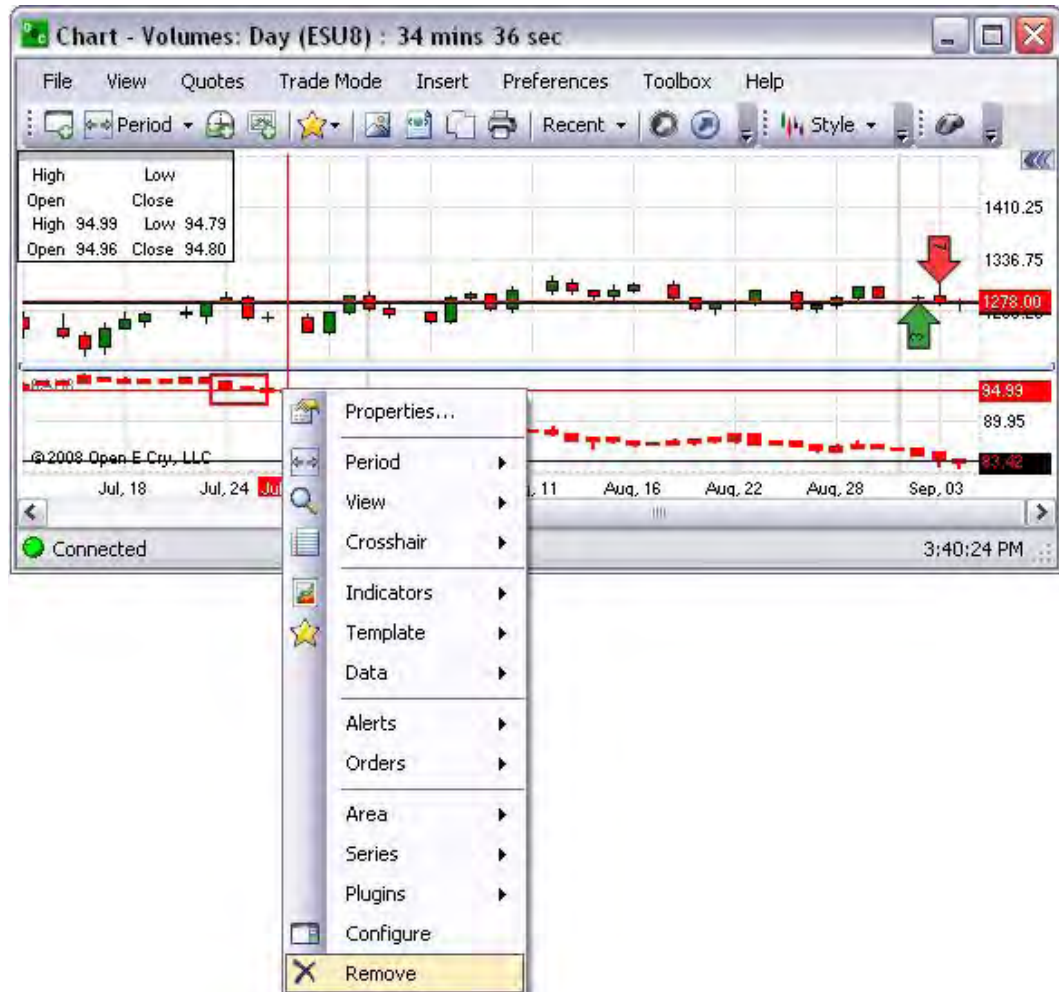 Chart - Volumes: Day (ESU8) : 34 mins 36 sec
File View Quotes Trade Mode Insert Preferences Toolbox Help
Period Recent Style
High Low
Open Close
High 94.99 Low 94.79
Open 94.96 Close 94.80
1410.25
1336.75
1278.00
7
3
94.99
89.95
83.42
©2008 Open E Cry, LLC
Jul, 18 Jul, 24 11 Aug, 16 Aug, 22 Aug, 28 Sep, 03
Connected 3:40:24 PM
Properties...
Period
View
Crosshair
Indicators
Template
Data
Alerts
Orders
Area
Series
Plugins
Configure
Remove